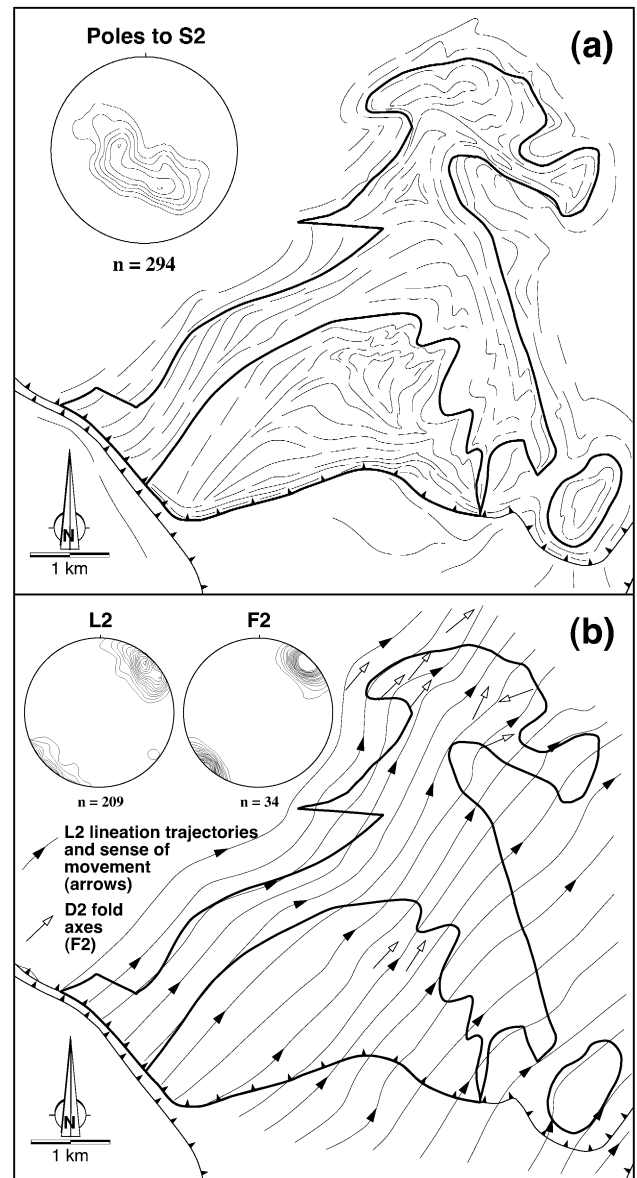 Poles to S2
(a)
n = 294
N
1 km
L2
F2
(b)
n = 209
n = 34
L2 lineation trajectories
and sense of
movement
(arrows)
D2 fold
axes
(F2)
N
1 km